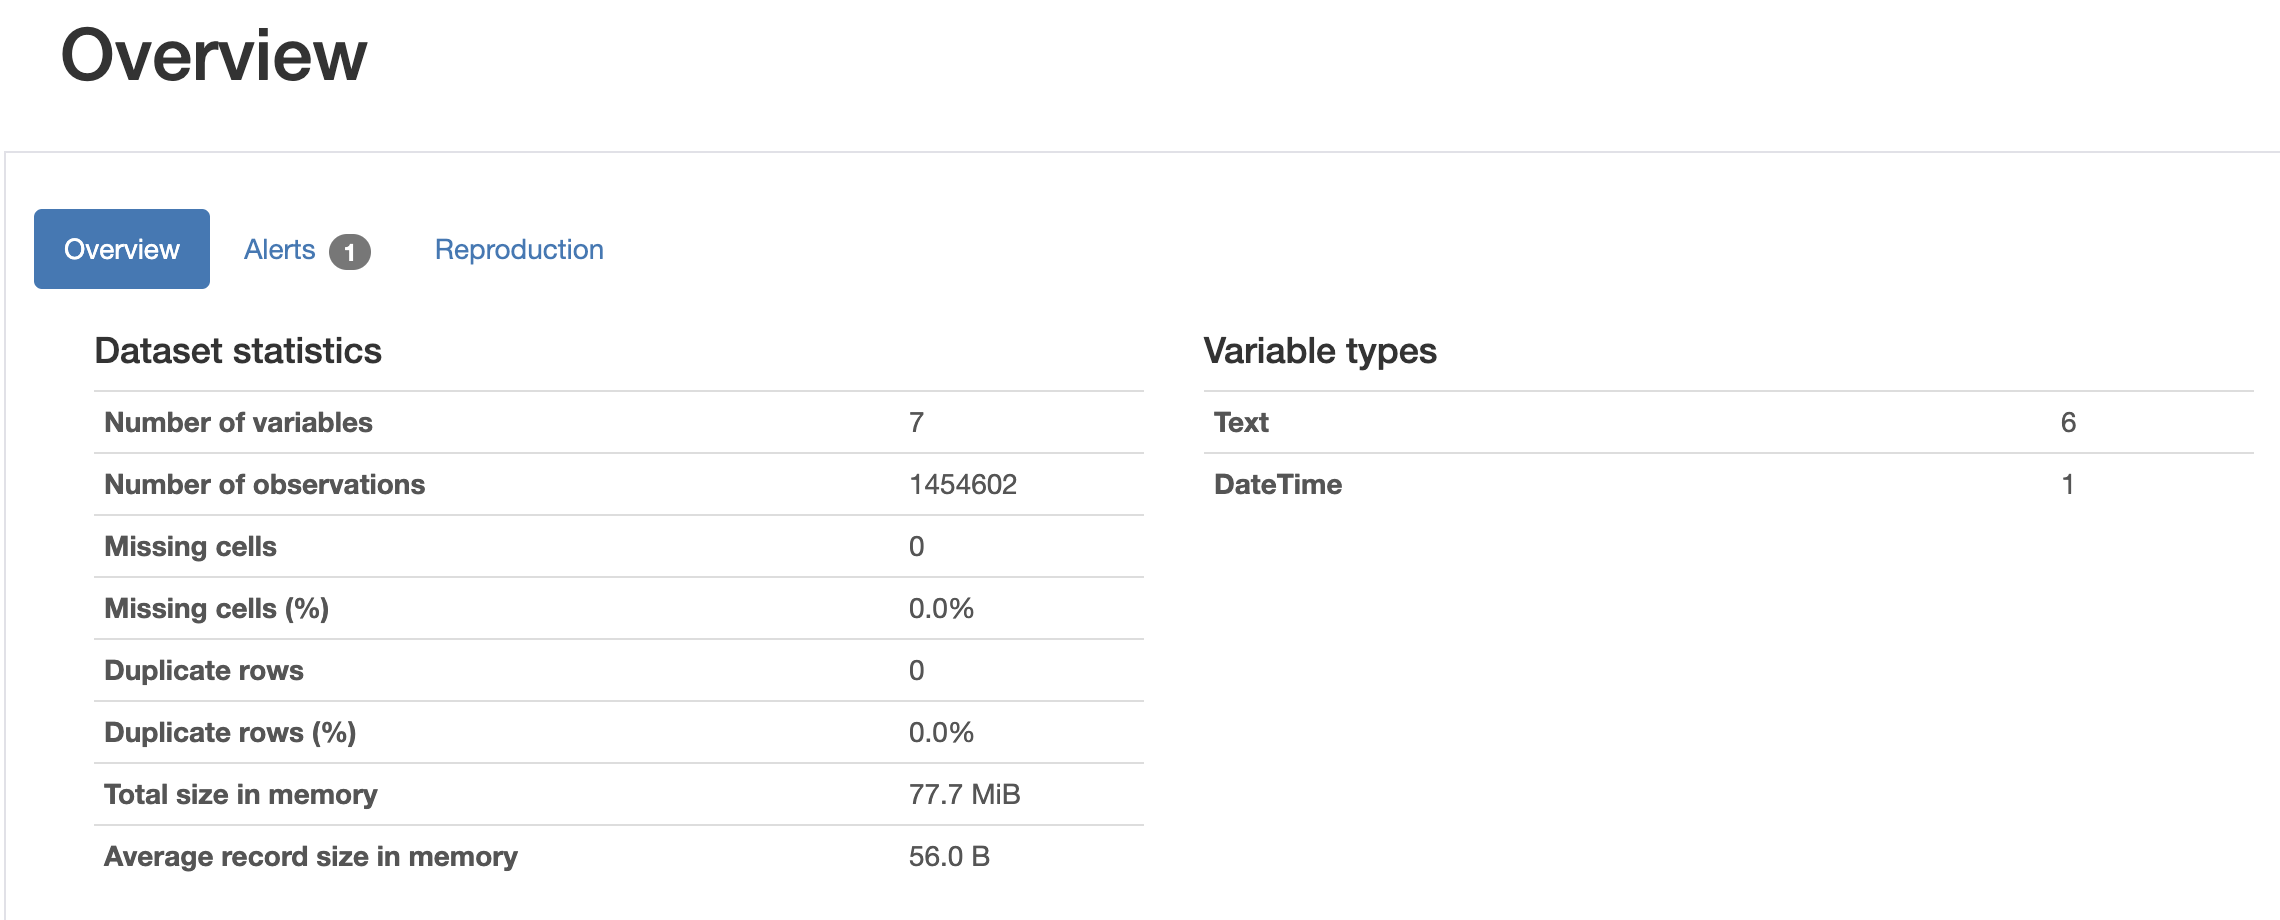 Overview
Overview Alerts 1 Reproduction
Dataset statistics
Number of variables 7
Number of observations 1454602
Missing cells 0
Missing cells (%) 0.0%
Duplicate rows 0
Duplicate rows (%) 0.0%
Total size in memory 77.7 MiB
Average record size in memory 56.0 B
Variable types
Text 6
DateTime 1